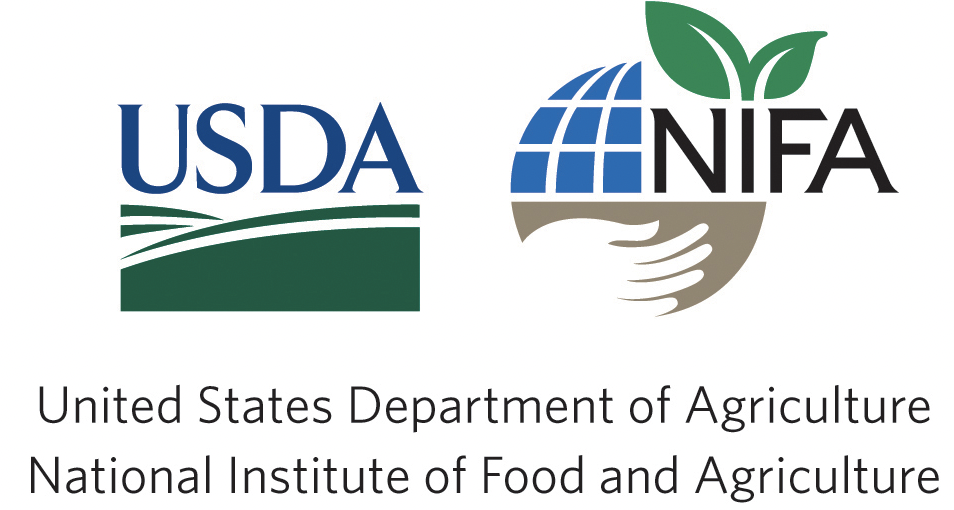 USDA
NIFA
United States Department of Agriculture
National Institute of Food and Agriculture